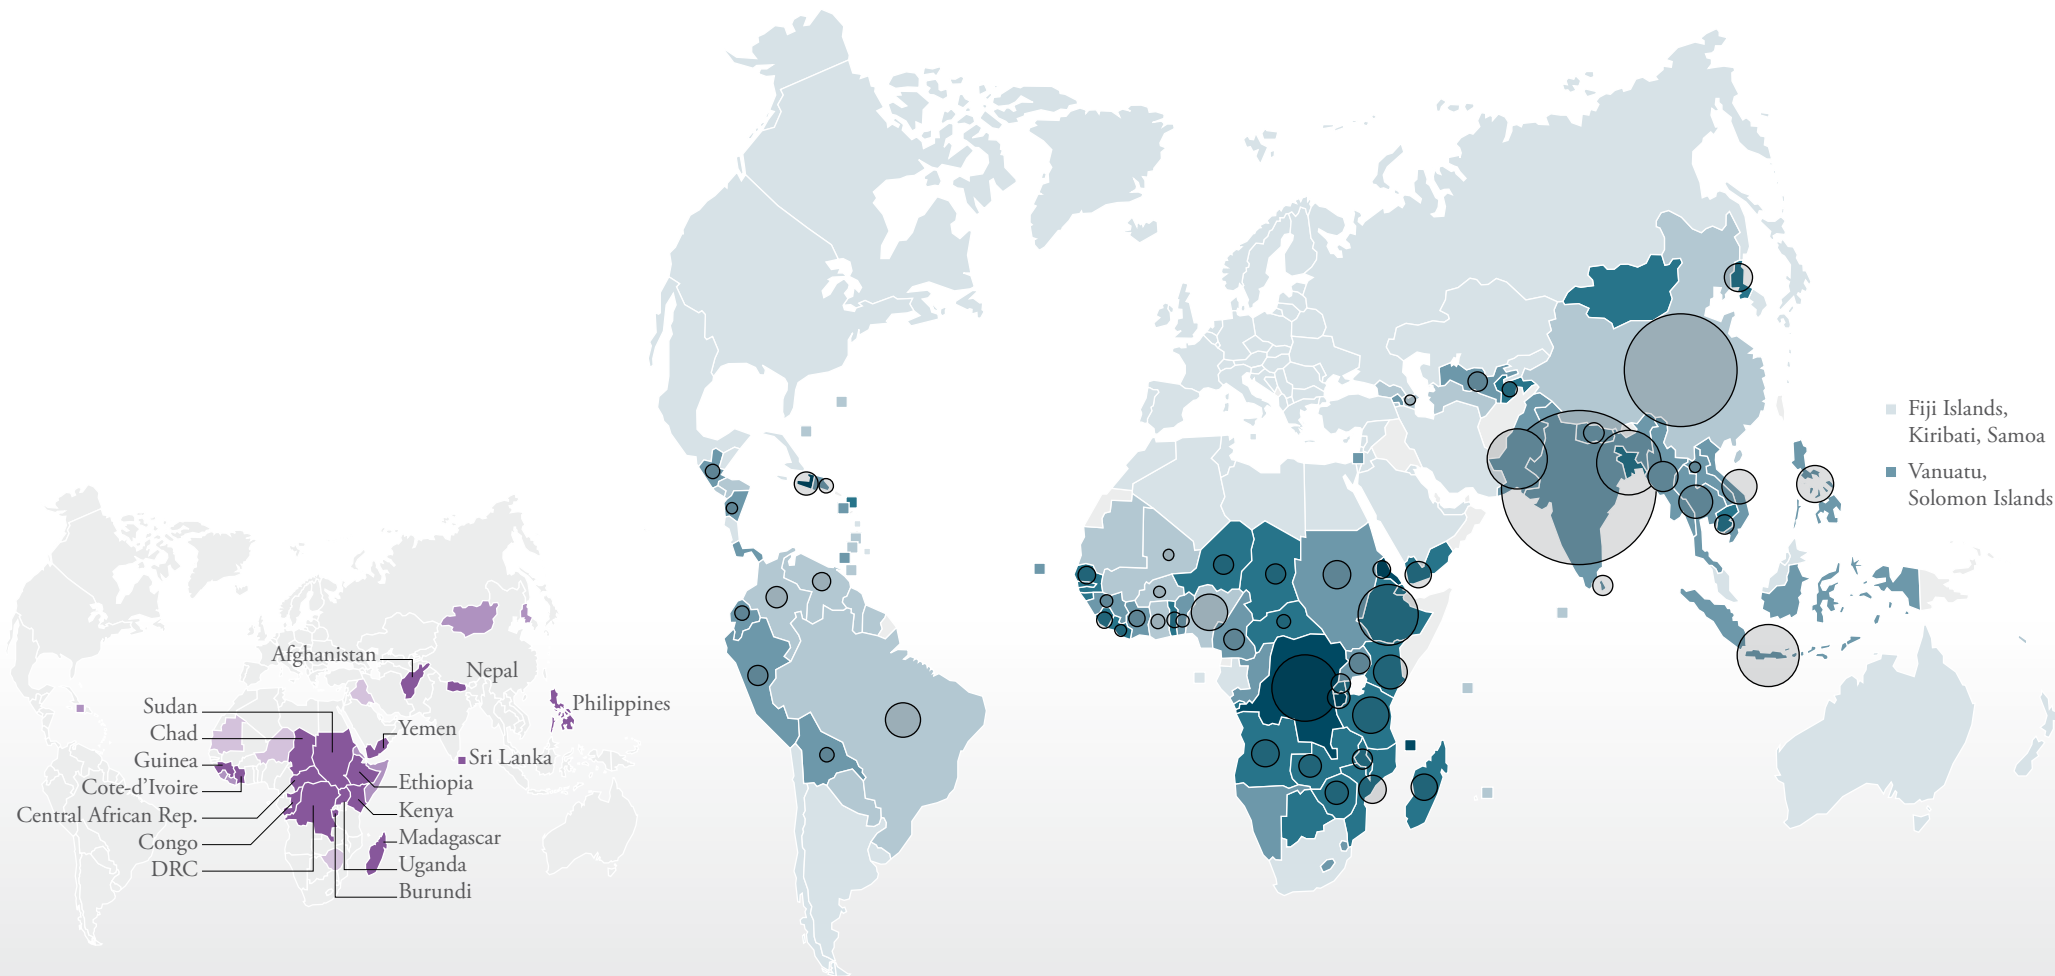 Fiji Islands,
Kiribati, Samoa
Vanuatu,
Solomon Islands
Afghanistan
Nepal
Philippines
Sudan
Chad
Guinea
Cote-d'Ivoire
Central African Rep.
Congo
DRC
Yemen
Sri Lanka
Ethiopia
Kenya
Madagascar
Uganda
Burundi